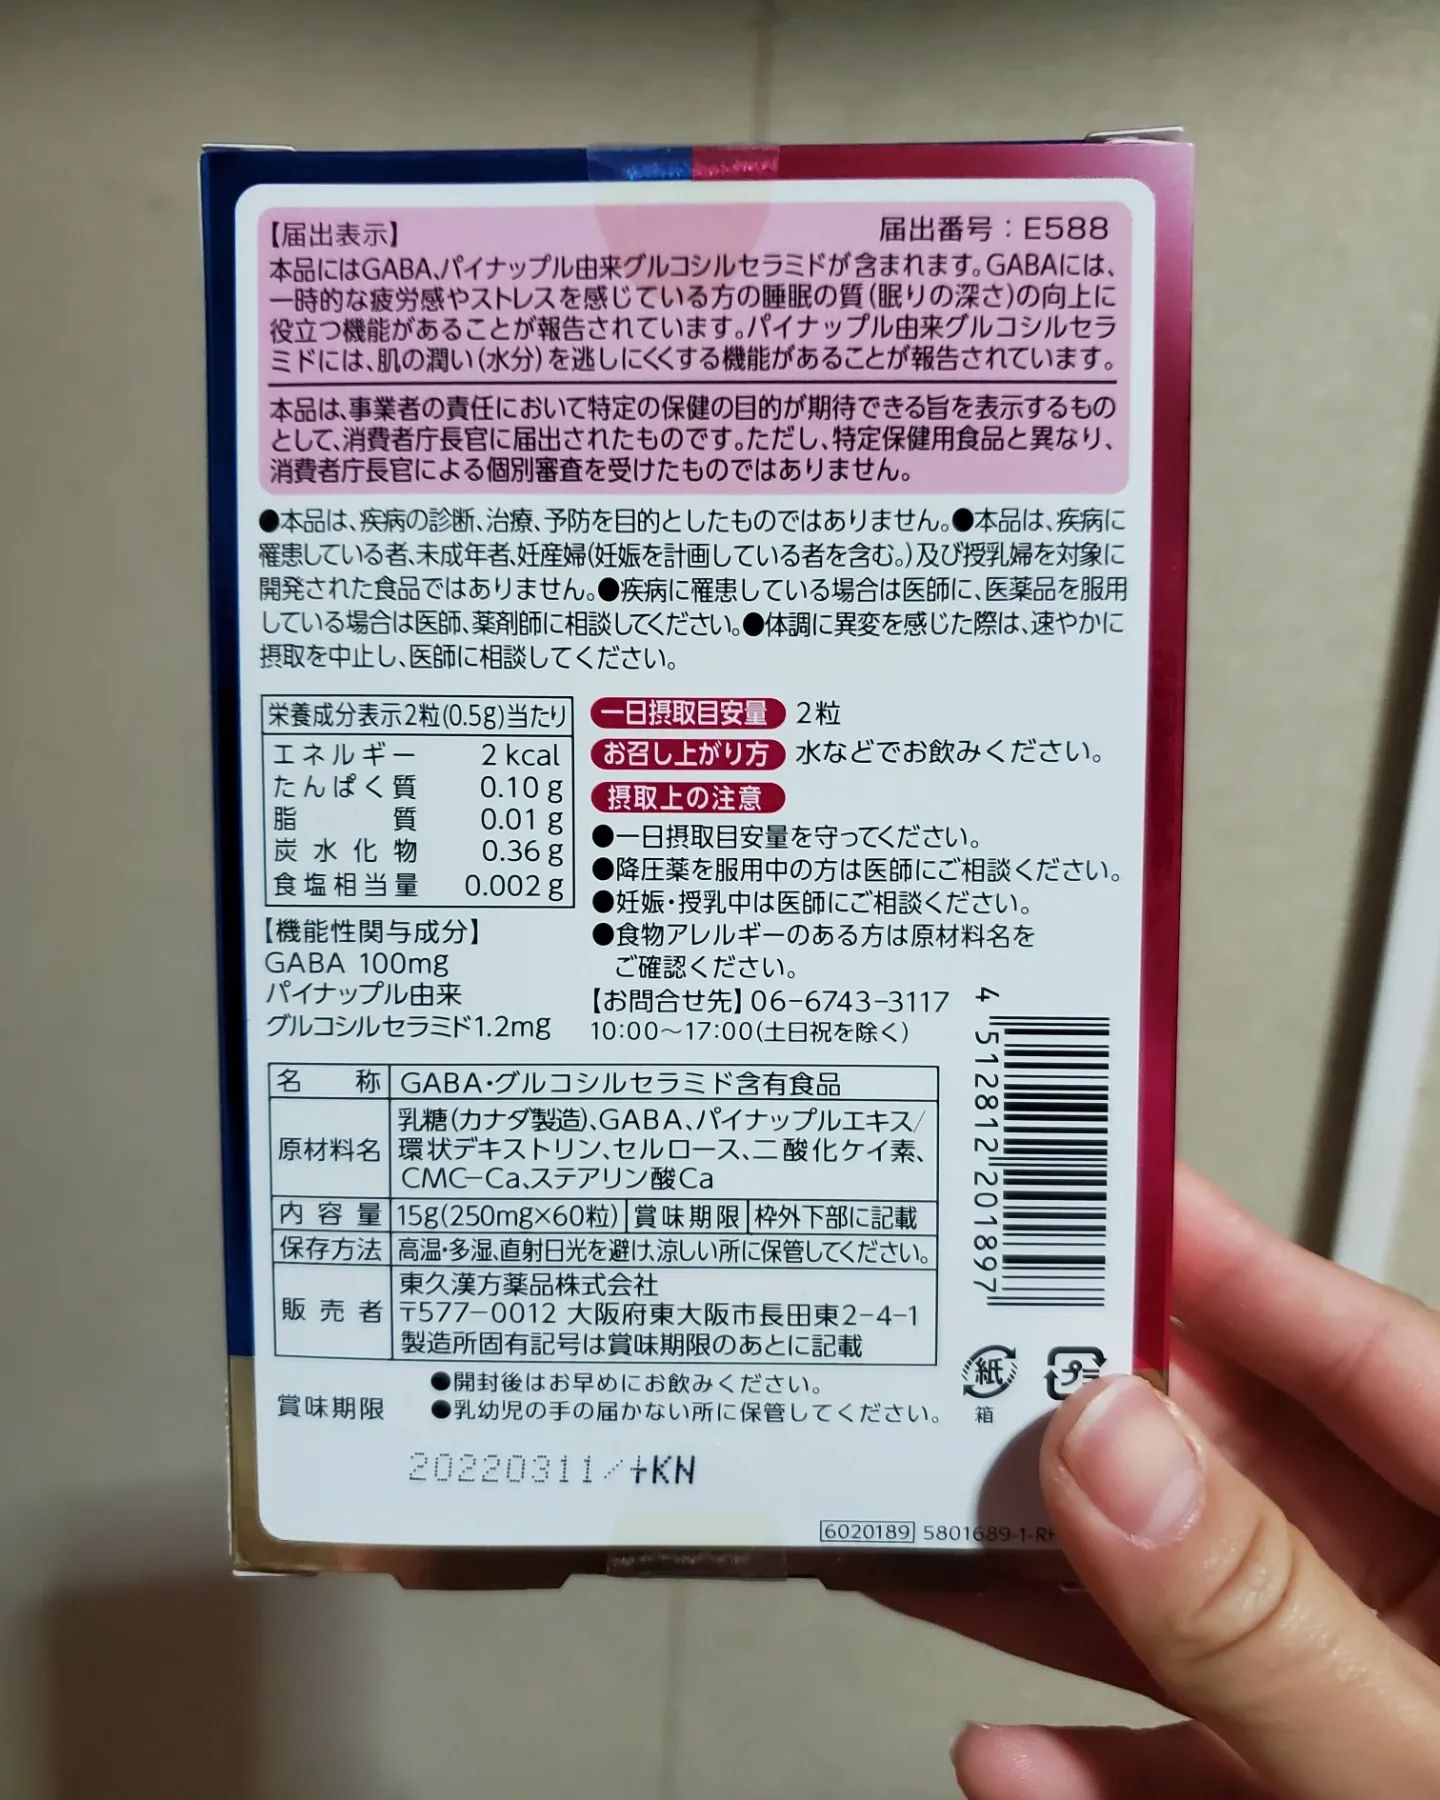 【届出表示】 届出番号：E588
本品にはGABA、パイナップル由来グルコシルセラミドが含まれます。GABAには、
一時的な疲労感やストレスを感じている方の睡眠の質(眠りの深さ)の向上に
役立つ機能があることが報告されています。パイナップル由来グルコシルセラ
ミドには、肌の潤い(水分)を逃しにくくする機能があることが報告されています。
本品は、事業者の責任において特定の保健の目的が期待できる旨を表示するもの
として、消費者庁長官に届出されたものです。ただし、特定保健用食品と異なり、
消費者庁長官による個別審査を受けたものではありません。
●本品は、疾病の診断、治療、予防を目的としたものではありません。●本品は、疾病に
罹患している者、未成年者、妊産婦(妊娠を計画している者を含む。)及び授乳婦を対象に
開発された食品ではありません。●疾病に罹患している場合は医師に、医薬品を服用
している場合は医師、薬剤師に相談してください。●体調に異変を感じた際は、速やかに
摂取を中止し、医師に相談してください。
栄養成分表示2粒(0.5g)当たり
エネルギー 2 kcal
たんぱく質 0.10 g
脂質 0.01 g
炭水化物 0.36 g
食塩相当量 0.002 g
【機能性関与成分】
GABA 100mg
パイナップル由来
グルコシルセラミド1.2mg
一日摂取目安量 2粒
お召し上がり方 水などでお飲みください。
摂取上の注意
●一日摂取目安量を守ってください。
●降圧薬を服用中の方は医師にご相談ください。
●妊娠・授乳中は医師にご相談ください。
●食物アレルギーのある方は原材料名を
ご確認ください。
【お問合せ先】06-6743-3117
10:00～17:00(土日祝を除く)
4 512812 201897
名称 GABA・グルコシルセラミド含有食品
原材料名 乳糖(カナダ製造)、GABA、パイナップルエキス/
環状デキストリン、セルロース、二酸化ケイ素、
CMC-Ca、ステアリン酸Ca
内容量 15g(250mg×60粒) 賞味期限 枠外下部に記載
保存方法 高温・多湿、直射日光を避け、涼しい所に保管してください。
販売者 東久漢方薬品株式会社
〒577-0012 大阪府東大阪市長田東2-4-1
製造所固有記号は賞味期限のあとに記載
紙
箱
プ
賞味期限
●開封後はお早めにお飲みください。
●乳幼児の手の届かない所に保管してください。
20220311/+KN
6020189 5801689-1-